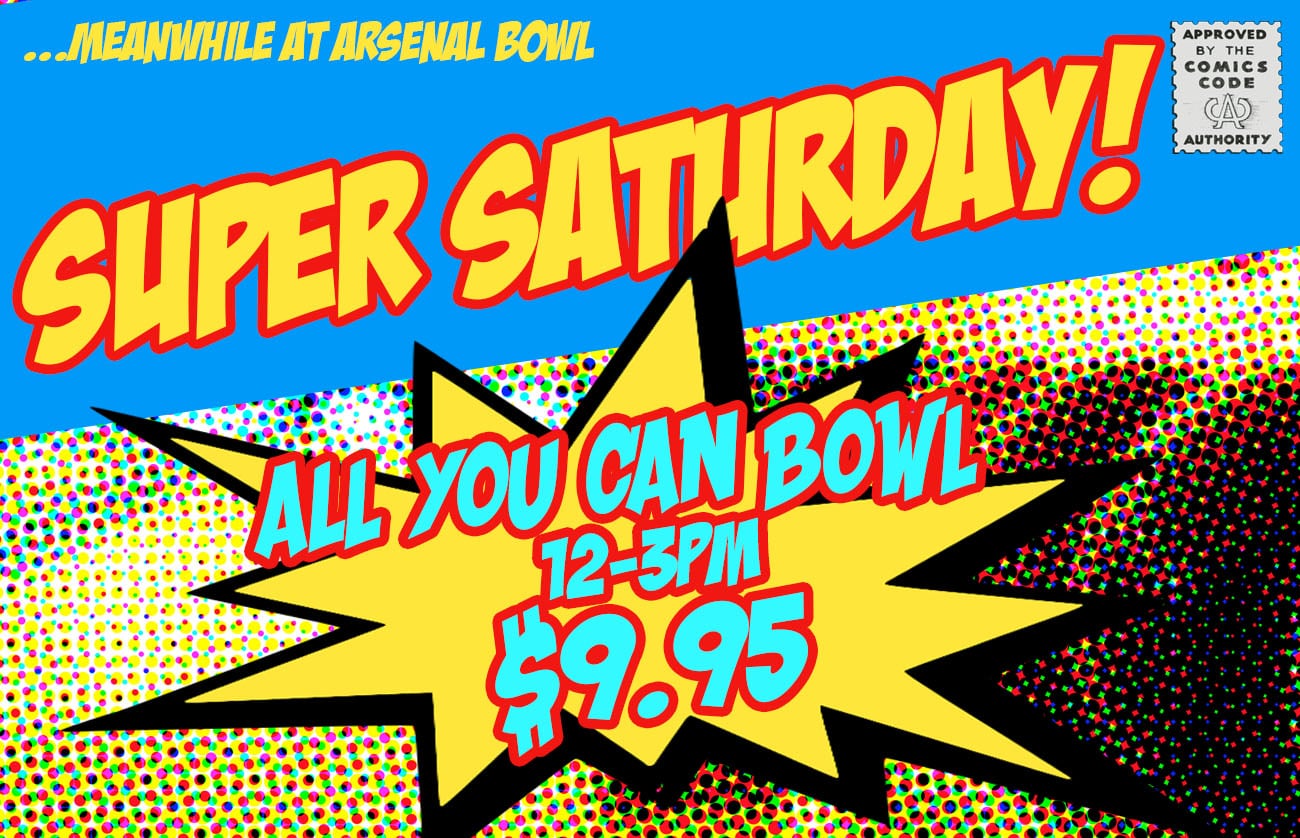 ...MEANWHILE AT ARSENAL BOWL
SUPER SATURDAY!
APPROVED
BY THE
COMICS
CODE
CA
AUTHORITY
ALL YOU CAN BOWL
12-3PM
$9.95